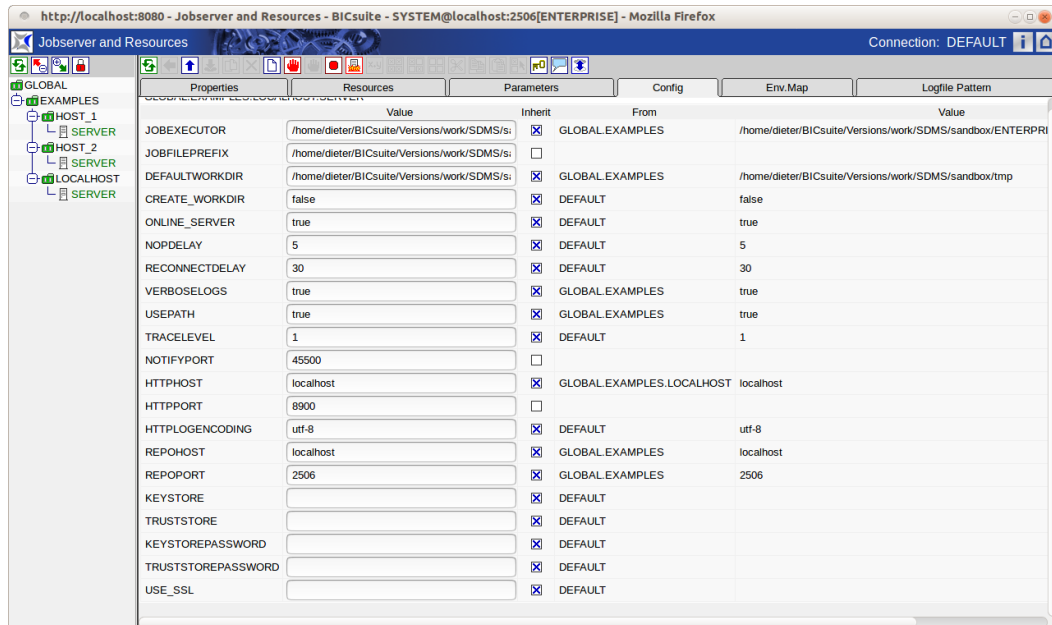 http://localhost:8080 - Jobserver and Resources - BICsuite - SYSTEM@localhost:2506[ENTERPRISE] - Mozilla Firefox
Jobserver and Resources Connection: DEFAULT
GLOBAL
EXAMPLES
HOST_1
SERVER
HOST_2
SERVER
LOCALHOST
SERVER
Properties Resources Parameters Config Env.Map Logfile Pattern
GLOBAL.EXAMPLES.LOCALHOST.SERVER
Value Inherit From Value
JOBEXECUTOR /home/dieter/BICsuite/Versions/work/SDMS/sa GLOBAL.EXAMPLES /home/dieter/BICsuite/Versions/work/SDMS/sandbox/ENTERPRI
JOBFILEPREFIX /home/dieter/BICsuite/Versions/work/SDMS/sa
DEFAULTWORKDIR /home/dieter/BICsuite/Versions/work/SDMS/sa GLOBAL.EXAMPLES /home/dieter/BICsuite/Versions/work/SDMS/sandbox/tmp
CREATE_WORKDIR false DEFAULT false
ONLINE_SERVER true DEFAULT true
NOPDELAY 5 DEFAULT 5
RECONNECTDELAY 30 DEFAULT 30
VERBOSELOGS true GLOBAL.EXAMPLES true
USEPATH true GLOBAL.EXAMPLES true
TRACELEVEL 1 DEFAULT 1
NOTIFYPORT 45500
HTTPHOST localhost GLOBAL.EXAMPLES.LOCALHOST localhost
HTTPPORT 8900
HTTPLOGENCODING utf-8 DEFAULT utf-8
REPOHOST localhost GLOBAL.EXAMPLES localhost
REPOPORT 2506 GLOBAL.EXAMPLES 2506
KEYSTORE DEFAULT
TRUSTSTORE DEFAULT
KEYSTOREPASSWORD DEFAULT
TRUSTSTOREPASSWORD DEFAULT
USE_SSL DEFAULT